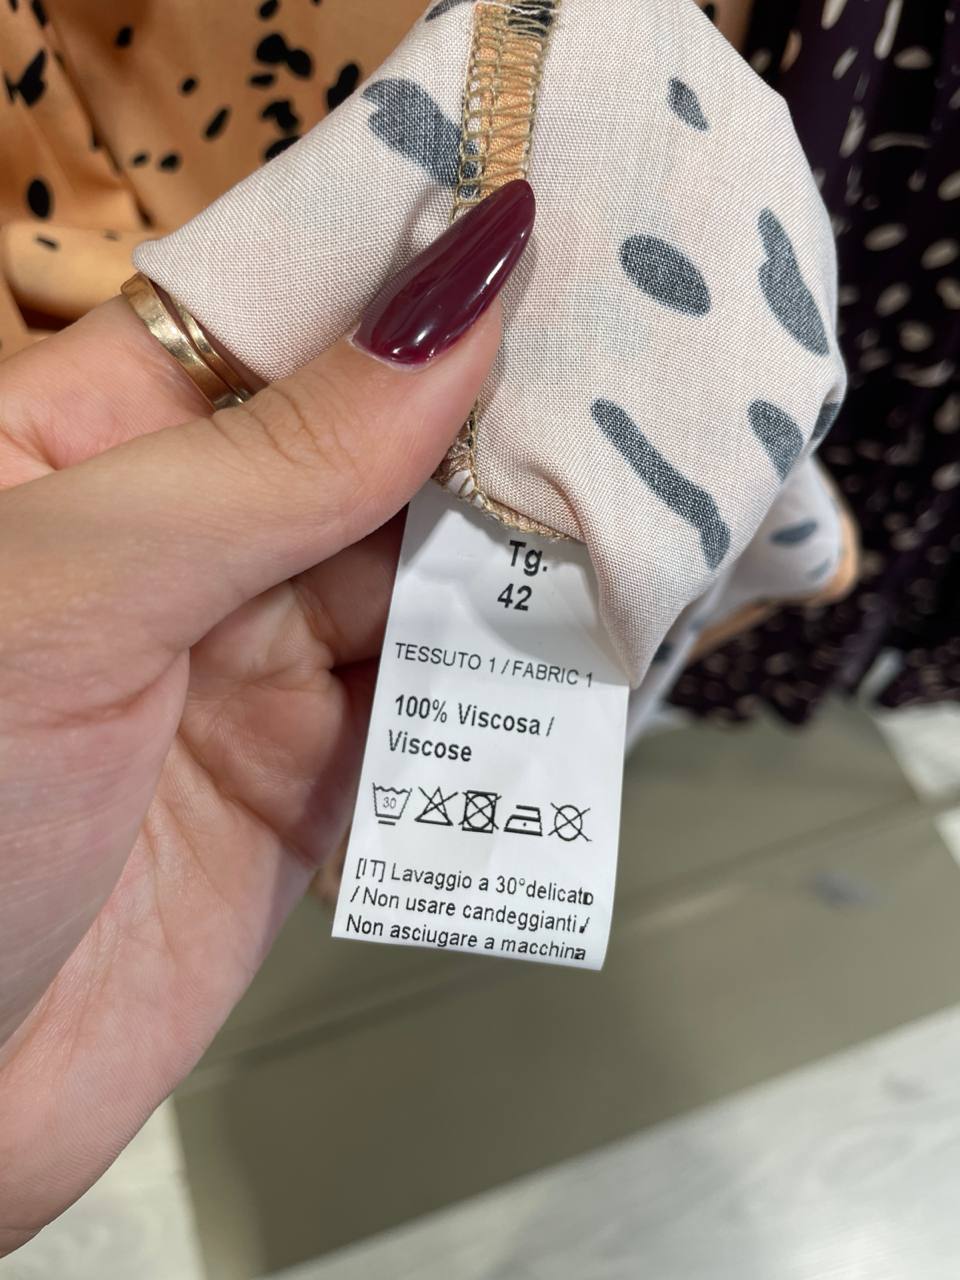 Tg.
42
TESSUTO 1 / FABRIC 1
100% Viscosa /
Viscose
30
[IT] Lavaggio a 30°delicato
/ Non usare candeggianti /
Non asciugare a macchina